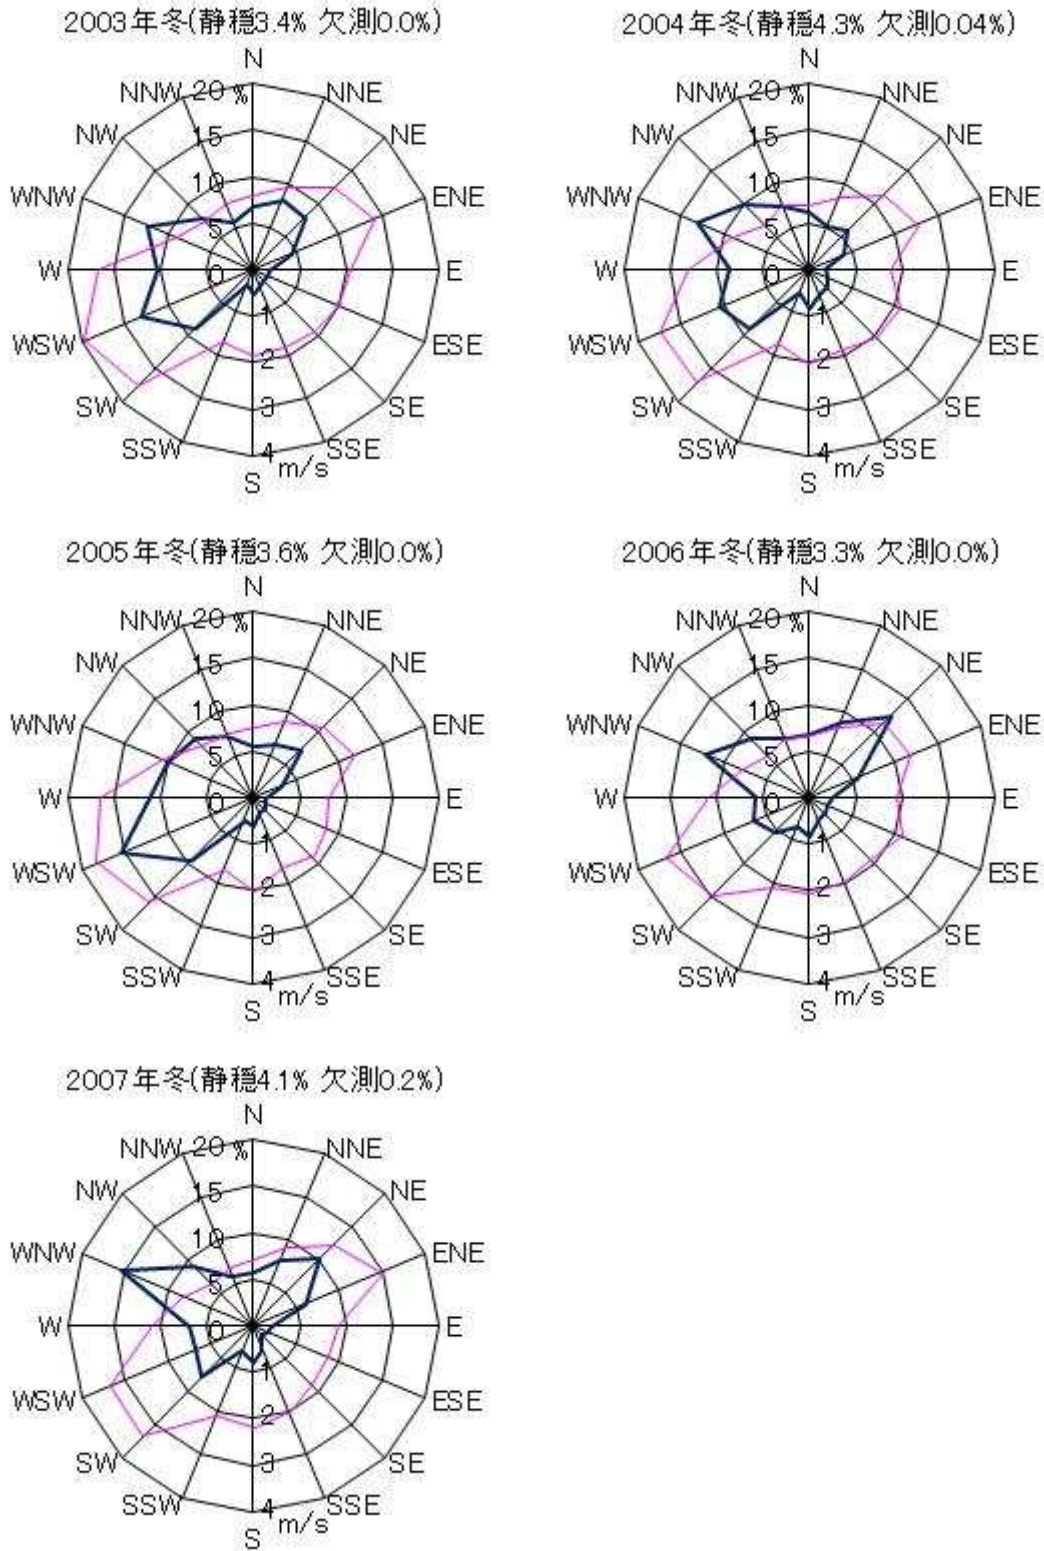 2003年冬(静穏3.4% 欠測0.0%)
N
NNW 20 % NNE
NW 15 NE
WNW 10 ENE
5
W 0 E
1
WSW 2 ESE
SW 3 SE
SSW 4 m/s SSE
S
2004年冬(静穏4.3% 欠測0.04%)
N
NNW 20 % NNE
NW 15 NE
WNW 10 ENE
5
W 0 E
1
WSW 2 ESE
SW 3 SE
SSW 4 m/s SSE
S
2005年冬(静穏3.6% 欠測0.0%)
N
NNW 20 % NNE
NW 15 NE
WNW 10 ENE
5
W 0 E
1
WSW 2 ESE
SW 3 SE
SSW 4 m/s SSE
S
2006年冬(静穏3.3% 欠測0.0%)
N
NNW 20 % NNE
NW 15 NE
WNW 10 ENE
5
W 0 E
1
WSW 2 ESE
SW 3 SE
SSW 4 m/s SSE
S
2007年冬(静穏4.1% 欠測0.2%)
N
NNW 20 % NNE
NW 15 NE
WNW 10 ENE
5
W 0 E
1
WSW 2 ESE
SW 3 SE
SSW 4 m/s SSE
S